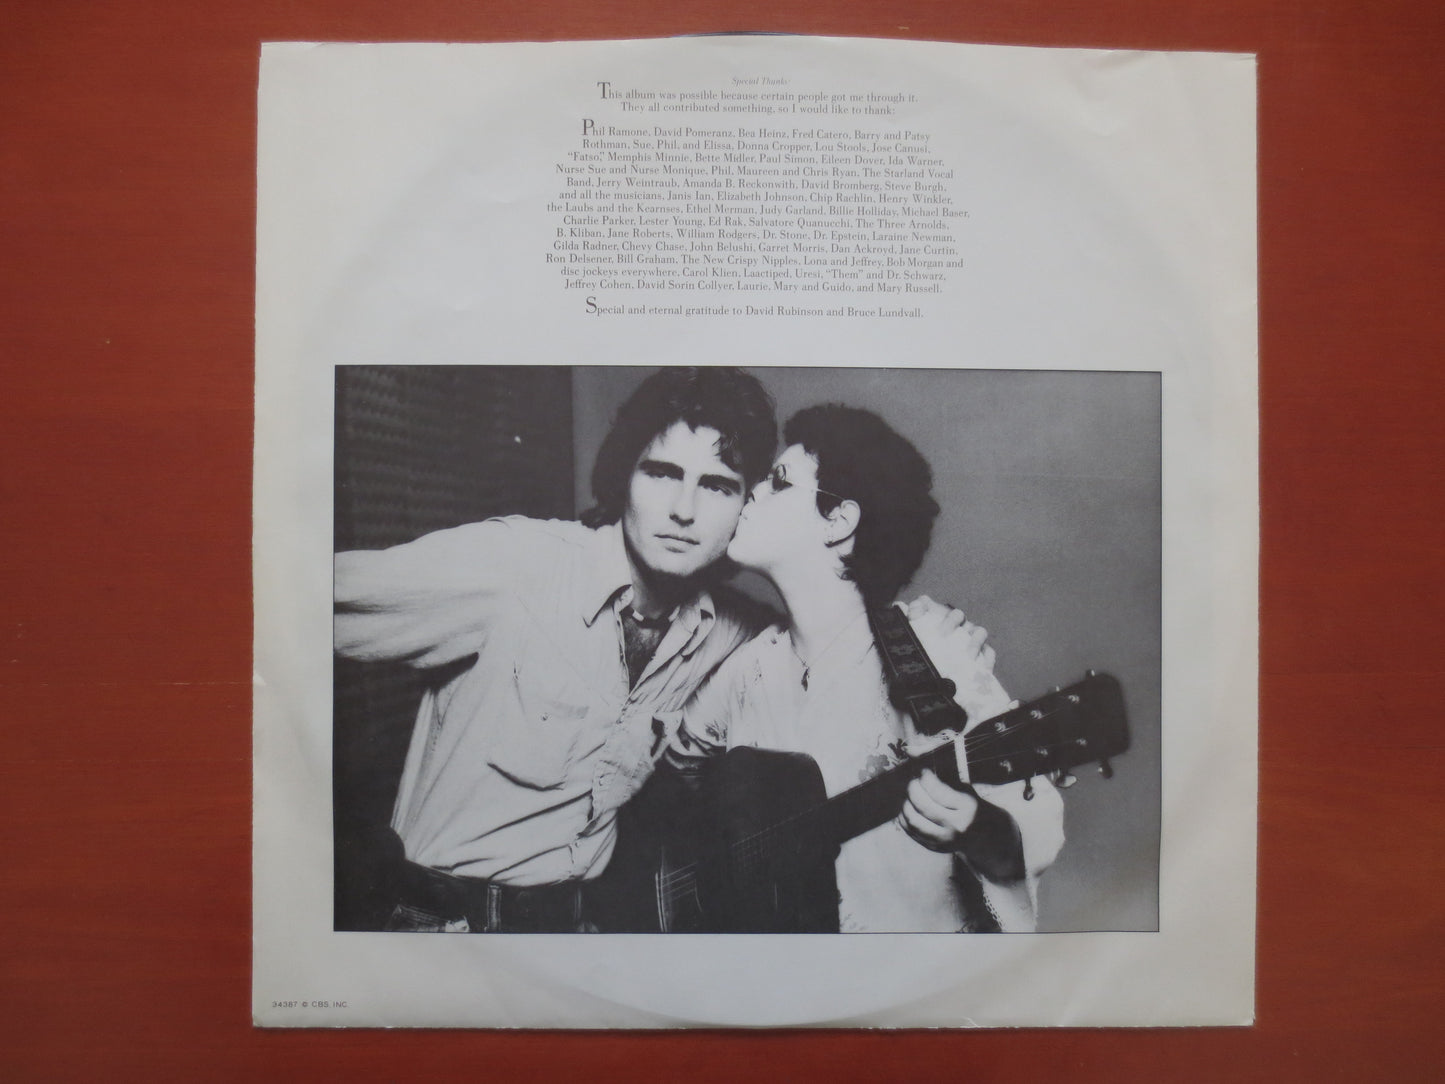 Special Thanks:
This album was possible because certain people got me through it.
They all contributed something, so I would like to thank:
Phil Ramone, David Pomeranz, Bea Heinz, Fred Catero, Barry and Patsy
Rothman, Sue, Phil, and Elissa, Donna Cropper, Lou Stools, Jose Canusi,
"Fatso," Memphis Minnie, Bette Midler, Paul Simon, Eileen Dover, Ida Warner,
Nurse Sue and Nurse Monique, Phil, Maureen and Chris Ryan, The Starland Vocal
Band, Jerry Weintraub, Amanda B. Reckonwith, David Bromberg, Steve Burgh,
and all the musicians, Janis Ian, Elizabeth Johnson, Chip Rachlin, Henry Winkler,
the Laubs and the Kearnses, Ethel Merman, Judy Garland, Billie Holliday, Michael Baser,
Charlie Parker, Lester Young, Ed Rak, Salvatore Quanucchi, The Three Arnolds,
B. Kliban, Jane Roberts, William Rodgers, Dr. Stone, Dr. Epstein, Laraine Newman,
Gilda Radner, Chevy Chase, John Belushi, Garret Morris, Dan Ackroyd, Jane Curtin,
Ron Delsener, Bill Graham, The New Crispy Nipples, Lona and Jeffrey, Bob Morgan and
disc jockeys everywhere, Carol Klien, Laactiped, Uresi, "Them" and Dr. Schwarz,
Jeffrey Cohen, David Sorin Collyer, Laurie, Mary and Guido, and Mary Russell.
Special and eternal gratitude to David Rubinson and Bruce Lundvall.
34387 © CBS, INC.